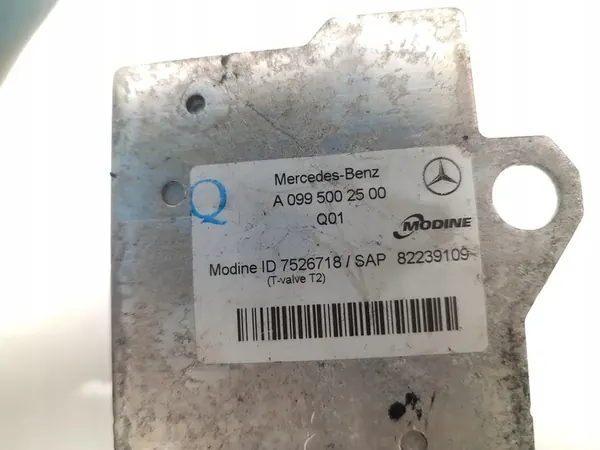 Mercedes-Benz
A 099 500 25 00
Q01
MODINE
Q
Modine ID 7526718 / SAP 82239109
(T-valve T2)